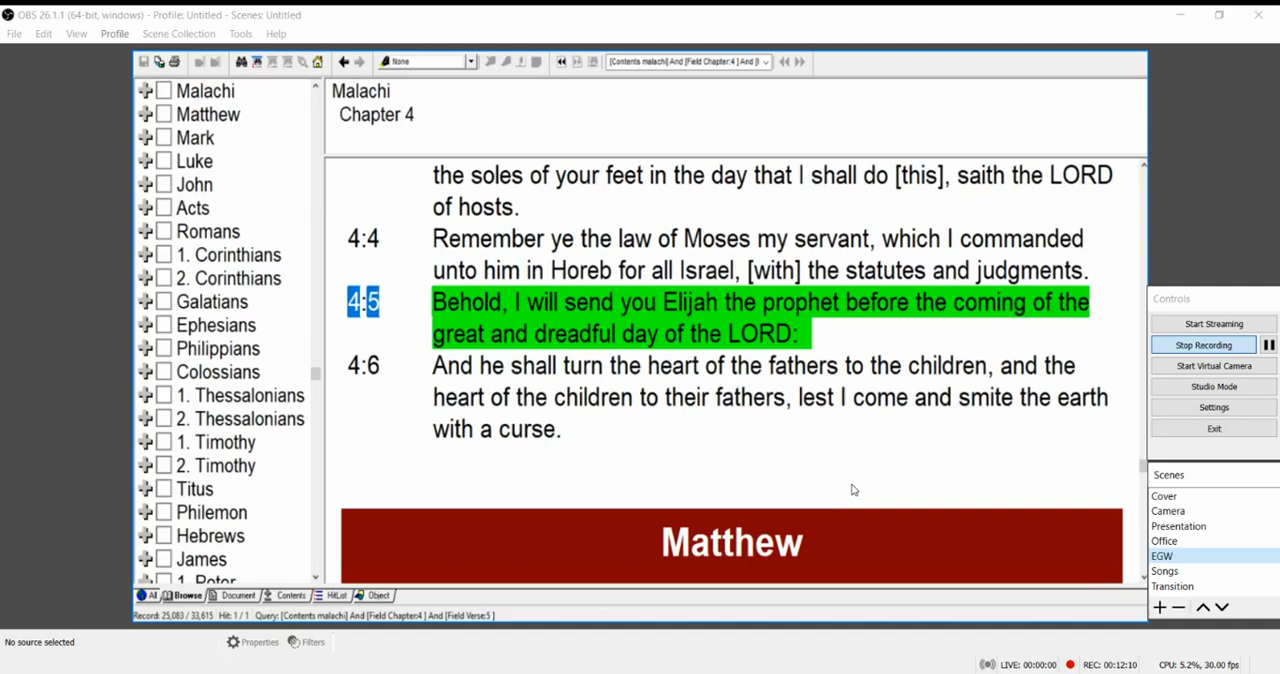 OBS 26.1.1 (64-bit, windows) - Profile: Untitled - Scenes: Untitled
File Edit View Profile Scene Collection Tools Help
None
[Contents malachi] And [Field Chapter:4 ] And [
Malachi
Matthew
Mark
Luke
John
Acts
Romans
1. Corinthians
2. Corinthians
Galatians
Ephesians
Philippians
Colossians
1. Thessalonians
2. Thessalonians
1. Timothy
2. Timothy
Titus
Philemon
Hebrews
James
1. Peter
Malachi
Chapter 4
the soles of your feet in the day that I shall do [this], saith the LORD
of hosts.
4:4 Remember ye the law of Moses my servant, which I commanded
unto him in Horeb for all Israel, [with] the statutes and judgments.
4:5 Behold, I will send you Elijah the prophet before the coming of the
great and dreadful day of the LORD:
4:6 And he shall turn the heart of the fathers to the children, and the
heart of the children to their fathers, lest I come and smite the earth
with a curse.
Matthew
All Browse Document Contents HitList Object
Record: 25,083 / 33,615 Hit: 1 / 1 Query: [Contents malachi] And [Field Chapter:4 ] And [Field Verse:5 ]
Controls
Start Streaming
Stop Recording
Start Virtual Camera
Studio Mode
Settings
Exit
Scenes
Cover
Camera
Presentation
Office
EGW
Songs
Transition
No source selected Properties Filters
LIVE: 00:00:00 REC: 00:12:10 CPU: 5.2%, 30.00 fps